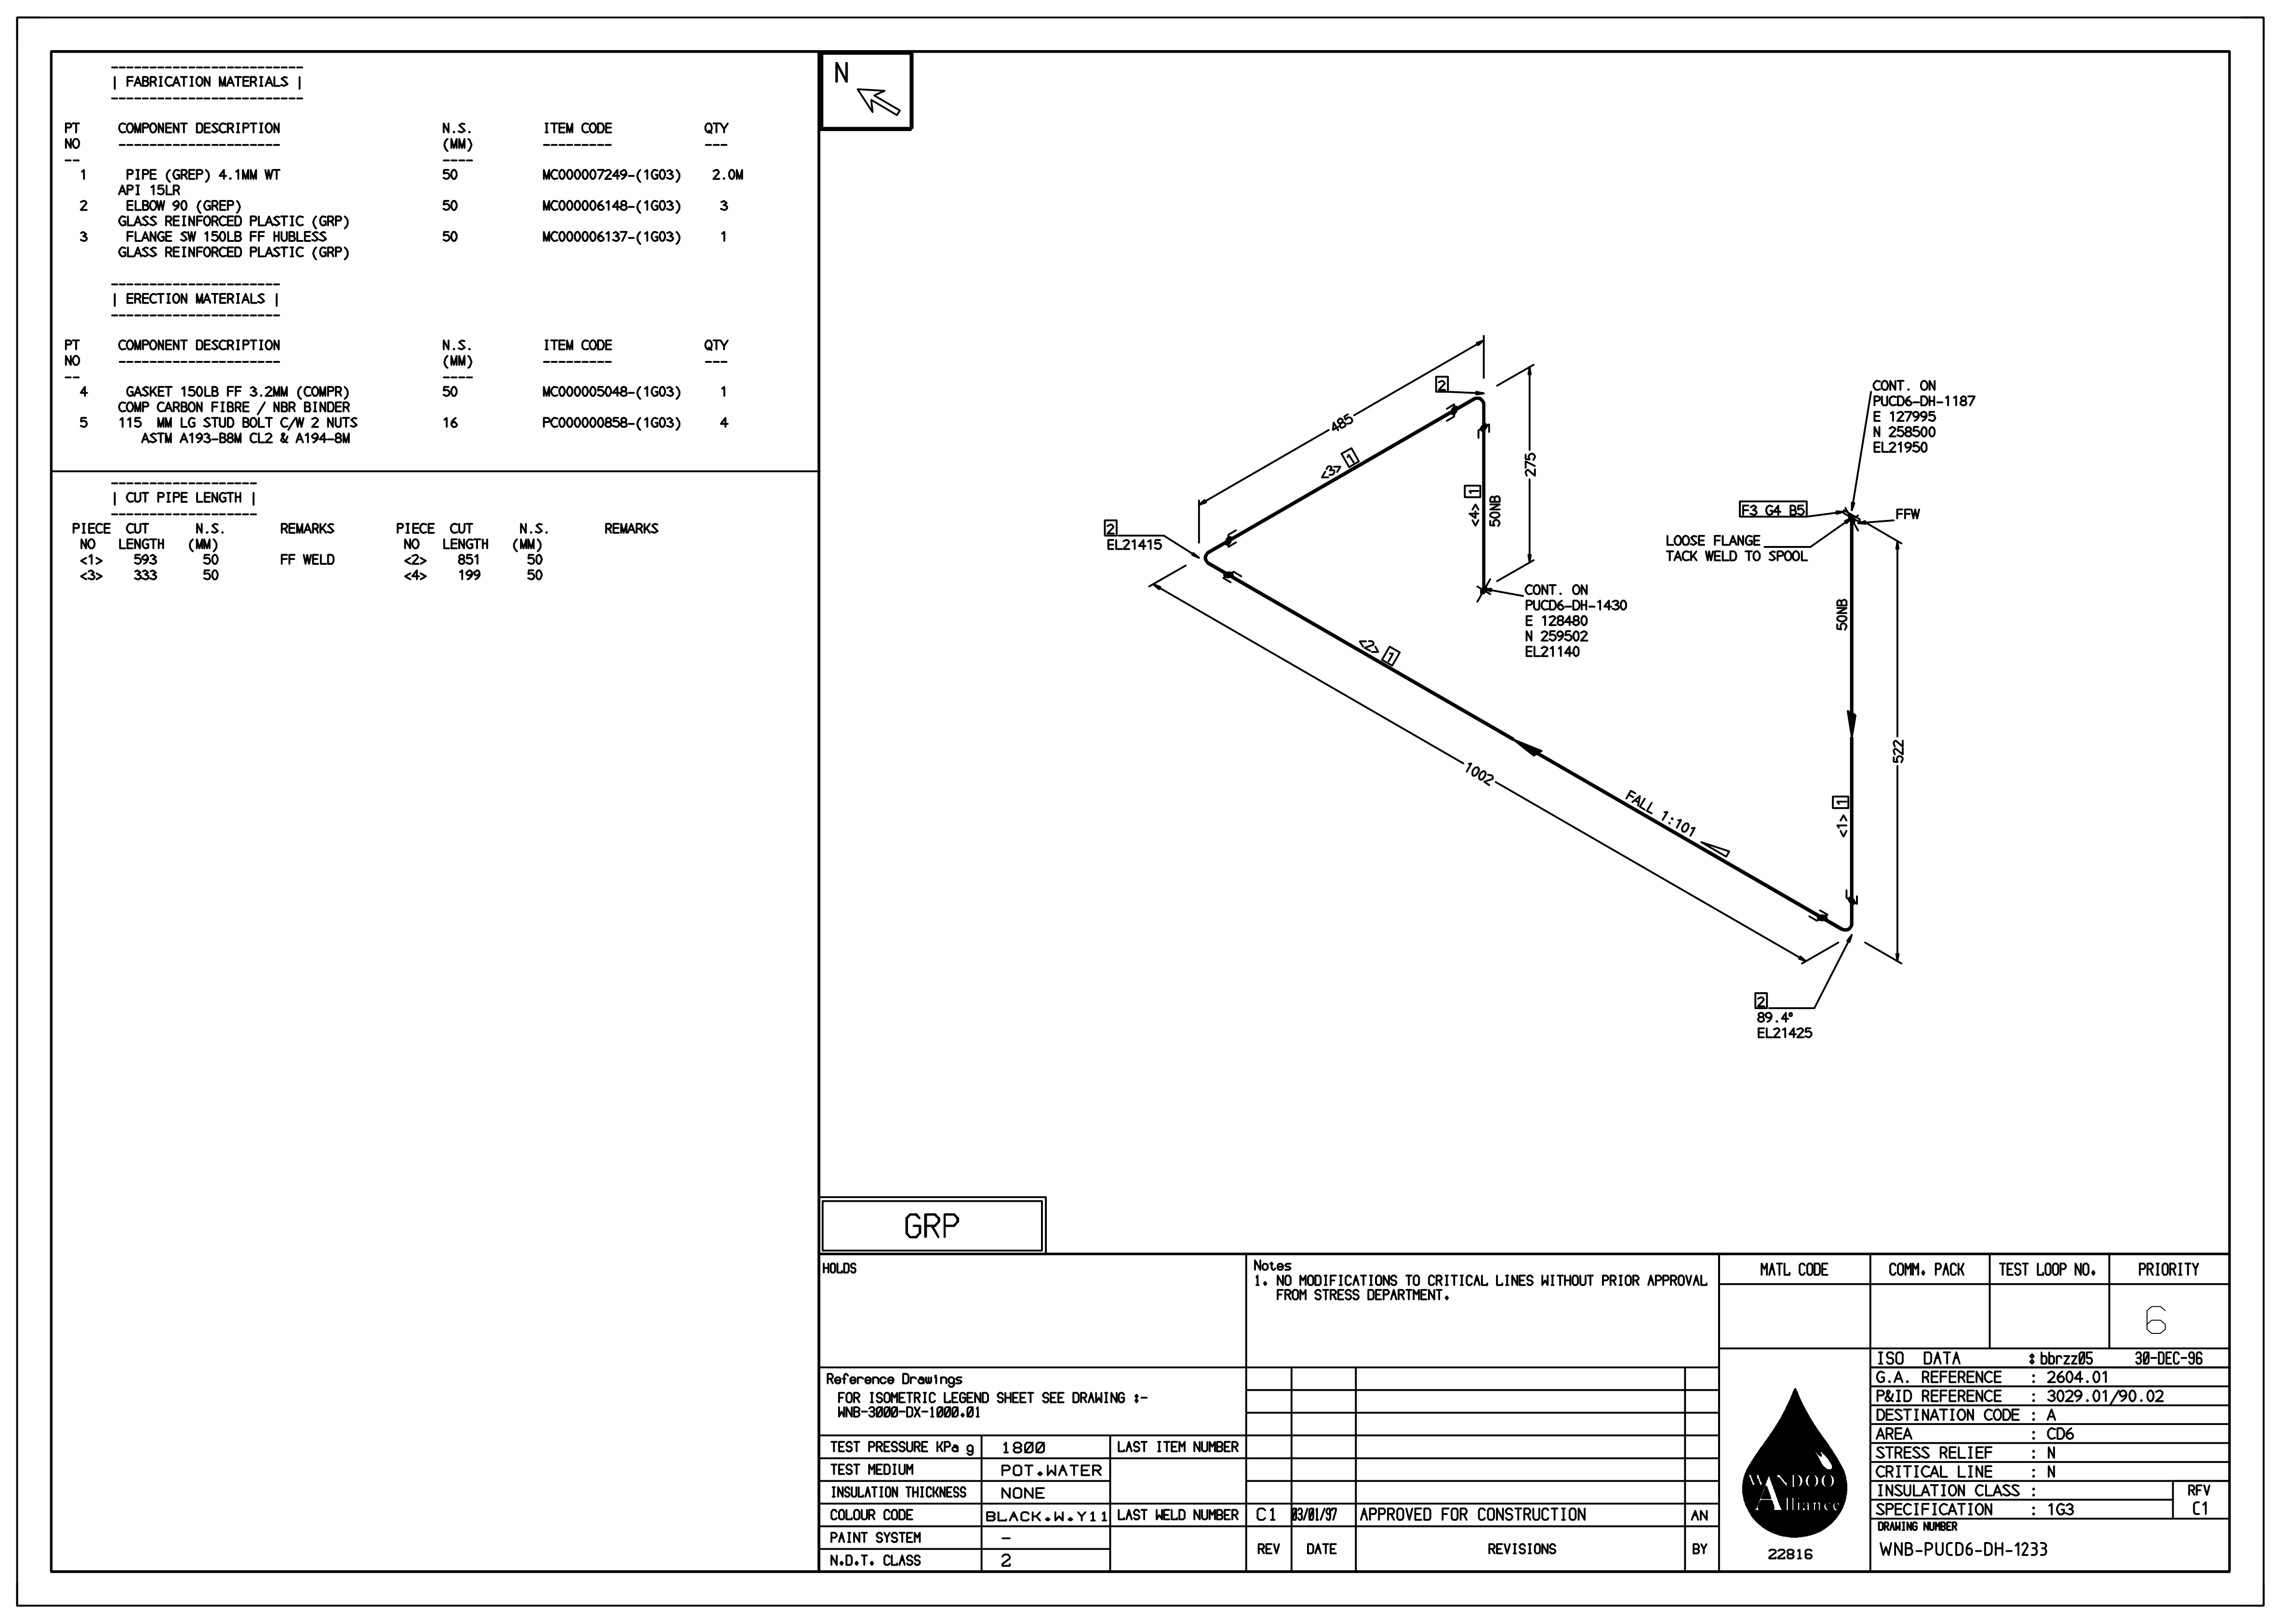 --------------------------
| FABRICATION MATERIALS |
--------------------------
PT COMPONENT DESCRIPTION N.S. ITEM CODE QTY
NO --------------------- (MM) --------- ---
-- ----
1 PIPE (GREP) 4.1MM WT 50 MC000007249-(1G03) 2.0M
API 15LR
2 ELBOW 90 (GREP) 50 MC000006148-(1G03) 3
GLASS REINFORCED PLASTIC (GRP)
3 FLANGE SW 150LB FF HUBLESS 50 MC000006137-(1G03) 1
GLASS REINFORCED PLASTIC (GRP)
----------------------
| ERECTION MATERIALS |
----------------------
PT COMPONENT DESCRIPTION N.S. ITEM CODE QTY
NO --------------------- (MM) --------- ---
-- ----
4 GASKET 150LB FF 3.2MM (COMPR) 50 MC000005048-(1G03) 1
COMP CARBON FIBRE / NBR BINDER
5 115 MM LG STUD BOLT C/W 2 NUTS 16 PC000000858-(1G03) 4
ASTM A193-B8M CL2 & A194-8M
-------------------
| CUT PIPE LENGTH |
-------------------
PIECE CUT N.S. REMARKS PIECE CUT N.S. REMARKS
NO LENGTH (MM) NO LENGTH (MM)
<1> 593 50 FF WELD <2> 851 50
<3> 333 50 <4> 199 50
N
2
485
275
<3> 1
<4> 1
50NB
2
EL21415
CONT. ON
PUCD6-DH-1187
E 127995
N 258500
EL21950
F3 G4 B5
FFW
LOOSE FLANGE
TACK WELD TO SPOOL
CONT. ON
PUCD6-DH-1430
E 128480
N 259502
EL21140
50NB
<2> 1
522
1002
FALL 1:101
<1> 1
2
89.4°
EL21425
GRP
HOLDS
Notes
1. NO MODIFICATIONS TO CRITICAL LINES WITHOUT PRIOR APPROVAL
FROM STRESS DEPARTMENT.
MATL CODE COMM. PACK TEST LOOP NO. PRIORITY
6
Reference Drawings
FOR ISOMETRIC LEGEND SHEET SEE DRAWING :-
WNB-3000-DX-1000.01
TEST PRESSURE KPa g 1800 LAST ITEM NUMBER
TEST MEDIUM POT.WATER
INSULATION THICKNESS NONE
COLOUR CODE BLACK.W.Y11 LAST WELD NUMBER
PAINT SYSTEM -
N.D.T. CLASS 2
C1 03/01/97 APPROVED FOR CONSTRUCTION AN
REV DATE REVISIONS BY
WANDOO
Alliance
22816
ISO DATA : bbrzz05 30-DEC-96
G.A. REFERENCE : 2604.01
P&ID REFERENCE : 3029.01/90.02
DESTINATION CODE : A
AREA : CD6
STRESS RELIEF : N
CRITICAL LINE : N
INSULATION CLASS : RFV
SPECIFICATION : 1G3 C1
DRAWING NUMBER
WNB-PUCD6-DH-1233